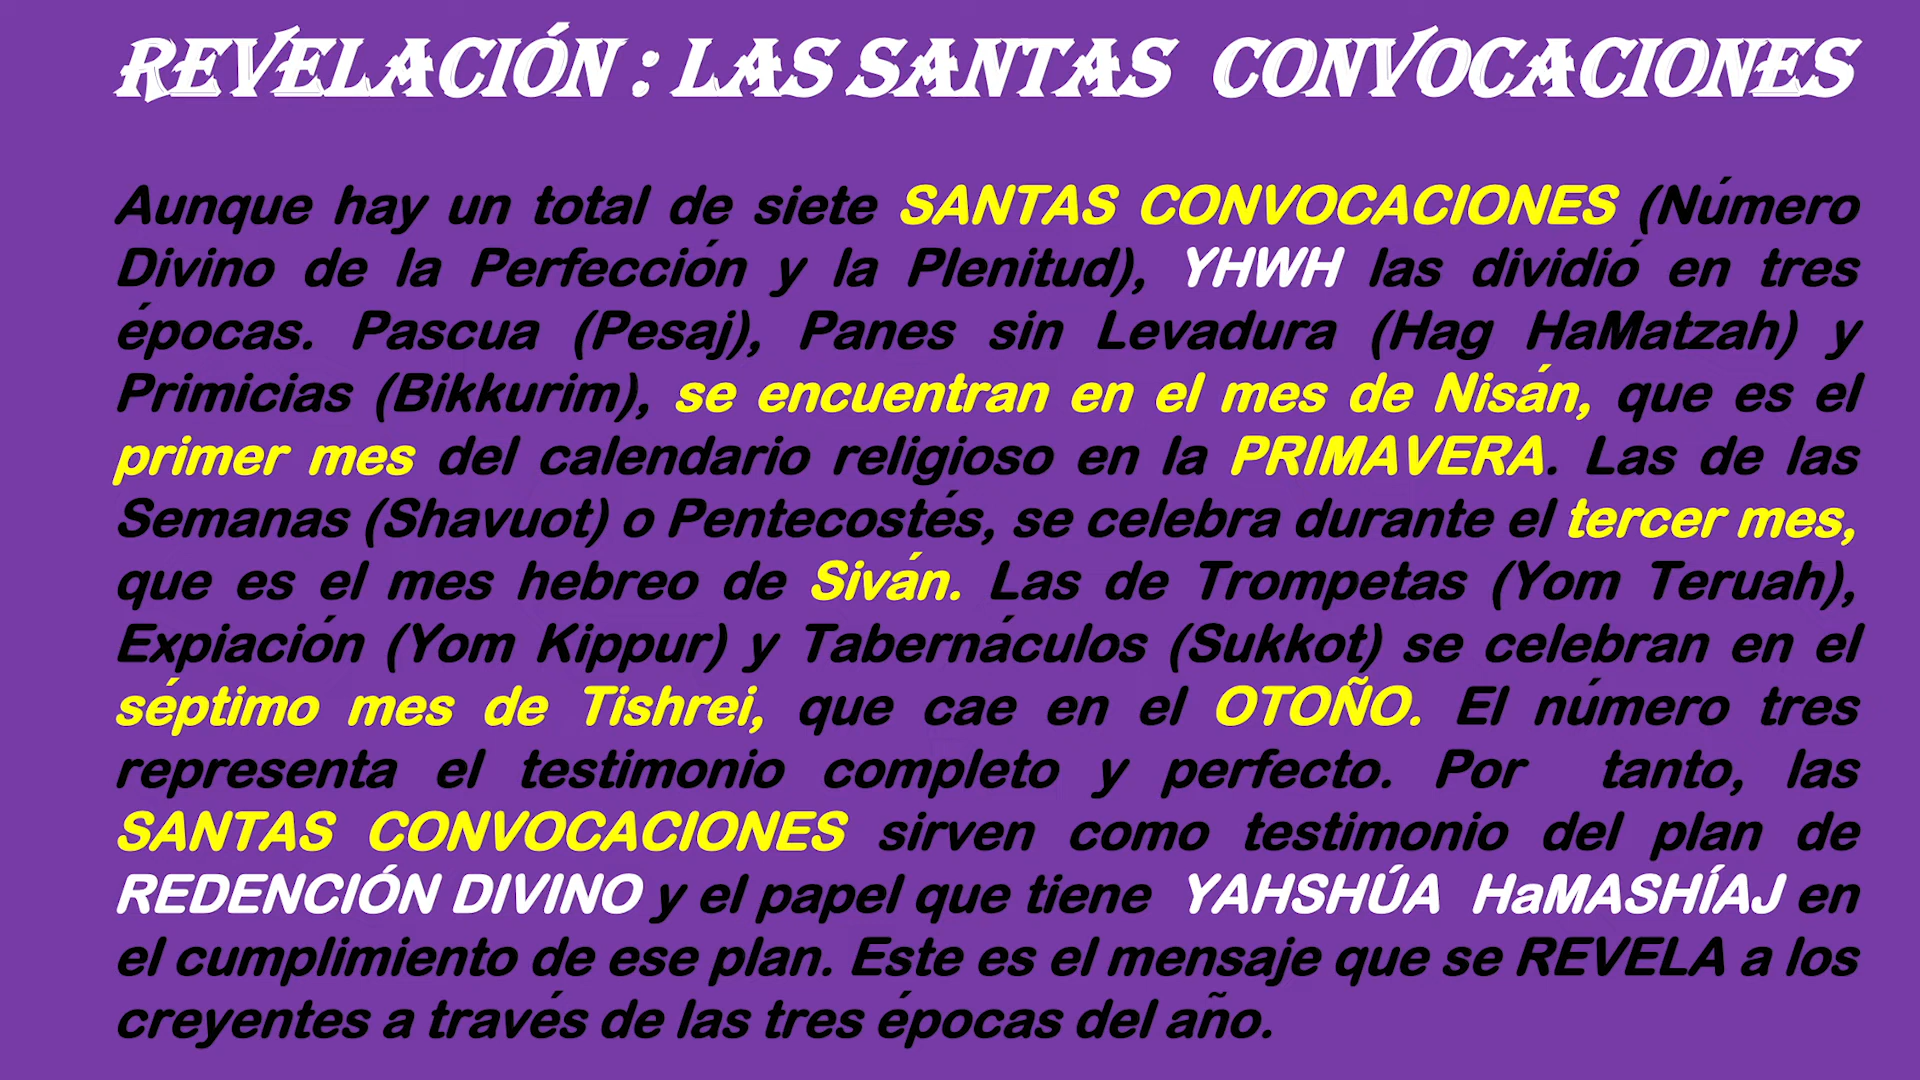 REVELACIÓN : LAS SANTAS CONVOCACIONES
Aunque hay un total de siete SANTAS CONVOCACIONES (Número
Divino de la Perfección y la Plenitud), YHWH las dividió en tres
épocas. Pascua (Pesaj), Panes sin Levadura (Hag HaMatzah) y
Primicias (Bikkurim), se encuentran en el mes de Nisán, que es el
primer mes del calendario religioso en la PRIMAVERA. Las de las
Semanas (Shavuot) o Pentecostés, se celebra durante el tercer mes,
que es el mes hebreo de Siván. Las de Trompetas (Yom Teruah),
Expiación (Yom Kippur) y Tabernáculos (Sukkot) se celebran en el
séptimo mes de Tishrei, que cae en el OTOÑO. El número tres
representa el testimonio completo y perfecto. Por tanto, las
SANTAS CONVOCACIONES sirven como testimonio del plan de
REDENCIÓN DIVINO y el papel que tiene YAHSHÚA HaMASHÍAJ en
el cumplimiento de ese plan. Este es el mensaje que se REVELA a los
creyentes a través de las tres épocas del año.